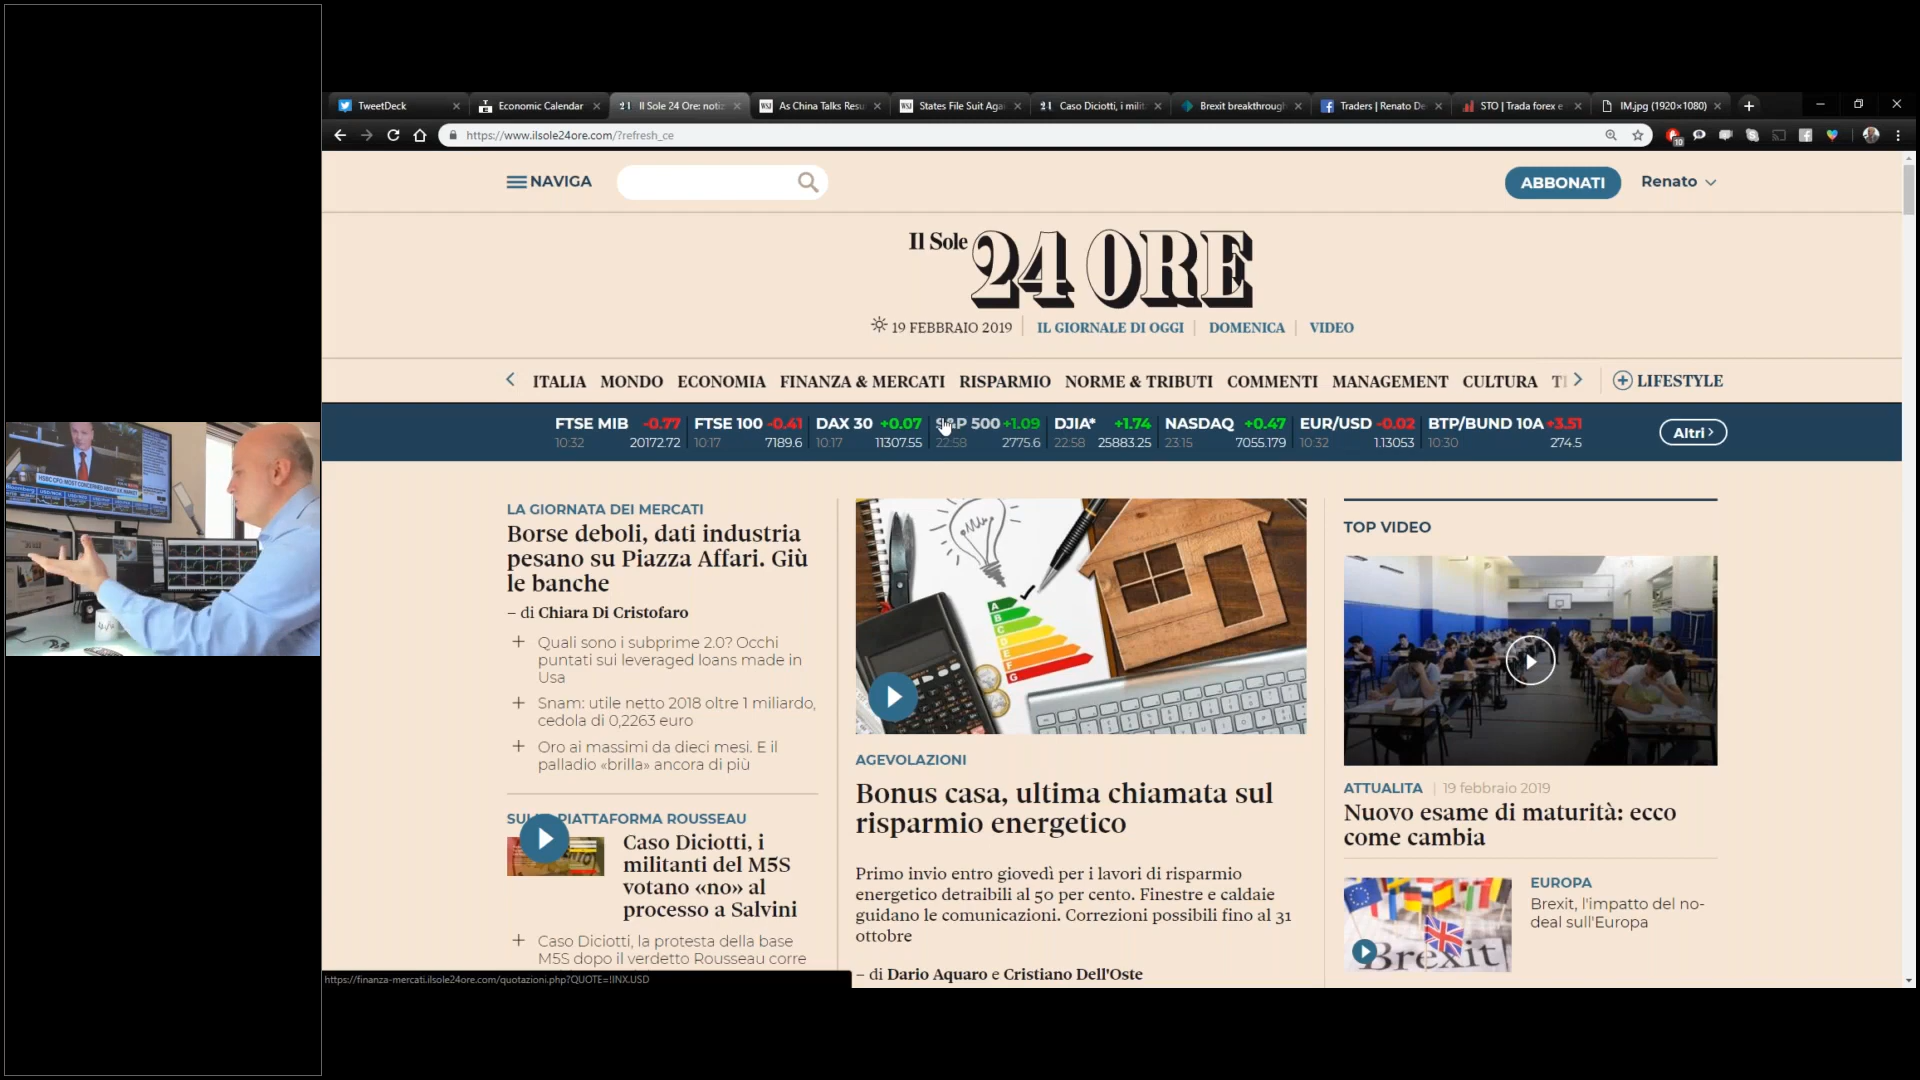 TweetDeck
Economic Calendar
Il Sole 24 Ore: noti
As China Talks Resu
States File Suit Aga
Caso Diciotti, i milit
Brexit breakthrough
Traders | Renato De
STO | Trada forex e
IM.jpg (1920×1080)
https://www.ilsole24ore.com/?refresh_ce
10
NAVIGA
ABBONATI
Renato
Il Sole
24 ORE
19 FEBBRAIO 2019
IL GIORNALE DI OGGI
DOMENICA
VIDEO
ITALIA MONDO ECONOMIA FINANZA & MERCATI RISPARMIO NORME & TRIBUTI COMMENTI MANAGEMENT CULTURA
LIFESTYLE
FTSE MIB -0.77 FTSE 100 -0.41 DAX 30 +0.07 S&P 500 +1.09 DJIA* +1.74 NASDAQ +0.47 EUR/USD -0.02 BTP/BUND 10A +3.51
10:32 20172.72 10:17 7189.6 10:17 11307.55 22:58 2775.6 22:58 25883.25 23:15 7055.179 10:32 1.13053 10:30 274.5
Altri
LA GIORNATA DEI MERCATI
Borse deboli, dati industria
pesano su Piazza Affari. Giù
le banche
– di Chiara Di Cristofaro
Quali sono i subprime 2.0? Occhi
puntati sui leveraged loans made in
Usa
Snam: utile netto 2018 oltre 1 miliardo,
cedola di 0,2263 euro
Oro ai massimi da dieci mesi. E il
palladio «brilla» ancora di più
PIATTAFORMA ROUSSEAU
Caso Diciotti, i
militanti del M5S
votano «no» al
processo a Salvini
Caso Diciotti, la protesta della base
M5S dopo il verdetto Rousseau corre
https://finanza-mercati.ilsole24ore.com/quotazioni.php?QUOTE=!INX.USD
A
B
C
D
E
F
G
AGEVOLAZIONI
Bonus casa, ultima chiamata sul
risparmio energetico
Primo invio entro giovedì per i lavori di risparmio
energetico detraibili al 50 per cento. Finestre e caldaie
guidano le comunicazioni. Correzioni possibili fino al 31
ottobre
– di Dario Aquaro e Cristiano Dell'Oste
TOP VIDEO
ATTUALITA | 19 febbraio 2019
Nuovo esame di maturità: ecco
come cambia
EUROPA
Brexit, l'impatto del no-
deal sull'Europa
Brexit
HSBC CFO: MOST CONCERNED ABOUT U.K. MARKET